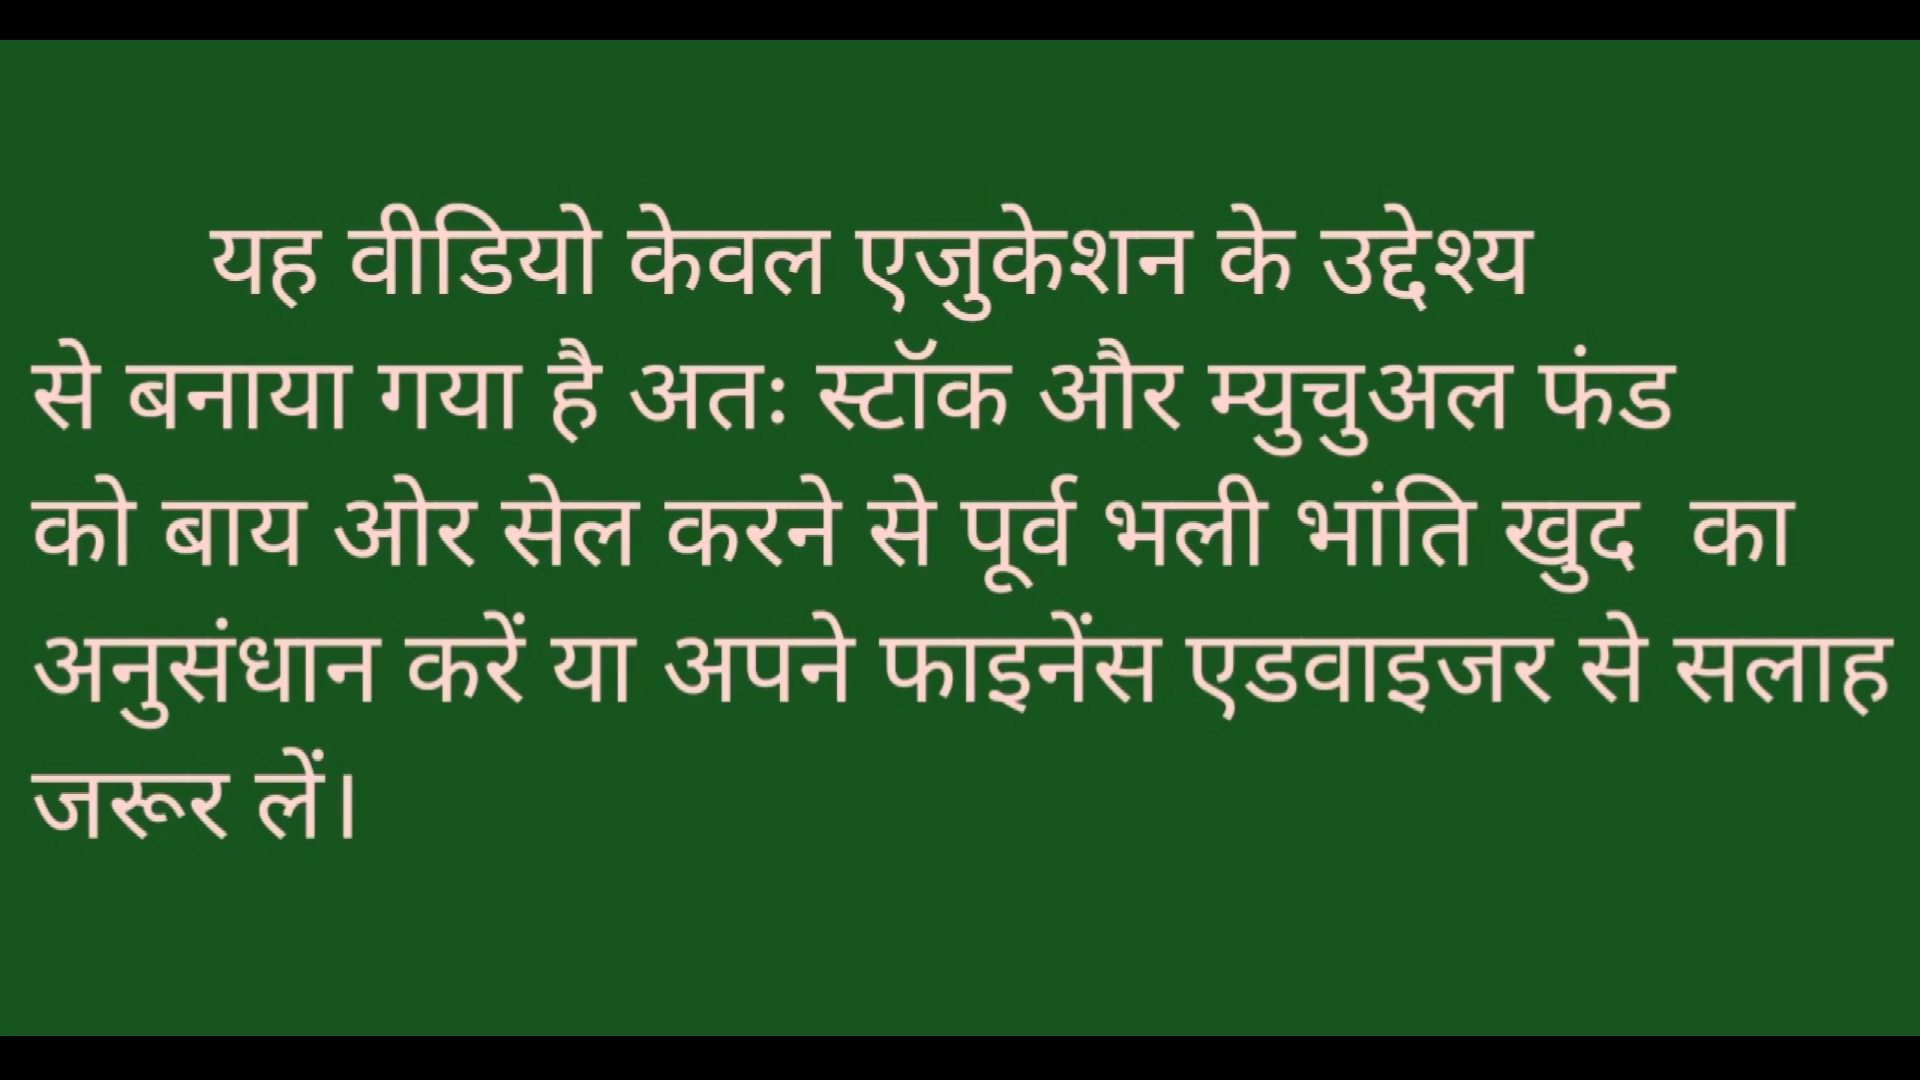 यह वीडियो केवल एजुकेशन के उद्देश्य
से बनाया गया है अतः स्टॉक और म्युचुअल फंड
को बाय ओर सेल करने से पूर्व भली भांति खुद  का
अनुसंधान करें या अपने फाइनेंस एडवाइजर से सलाह
जरूर लें।